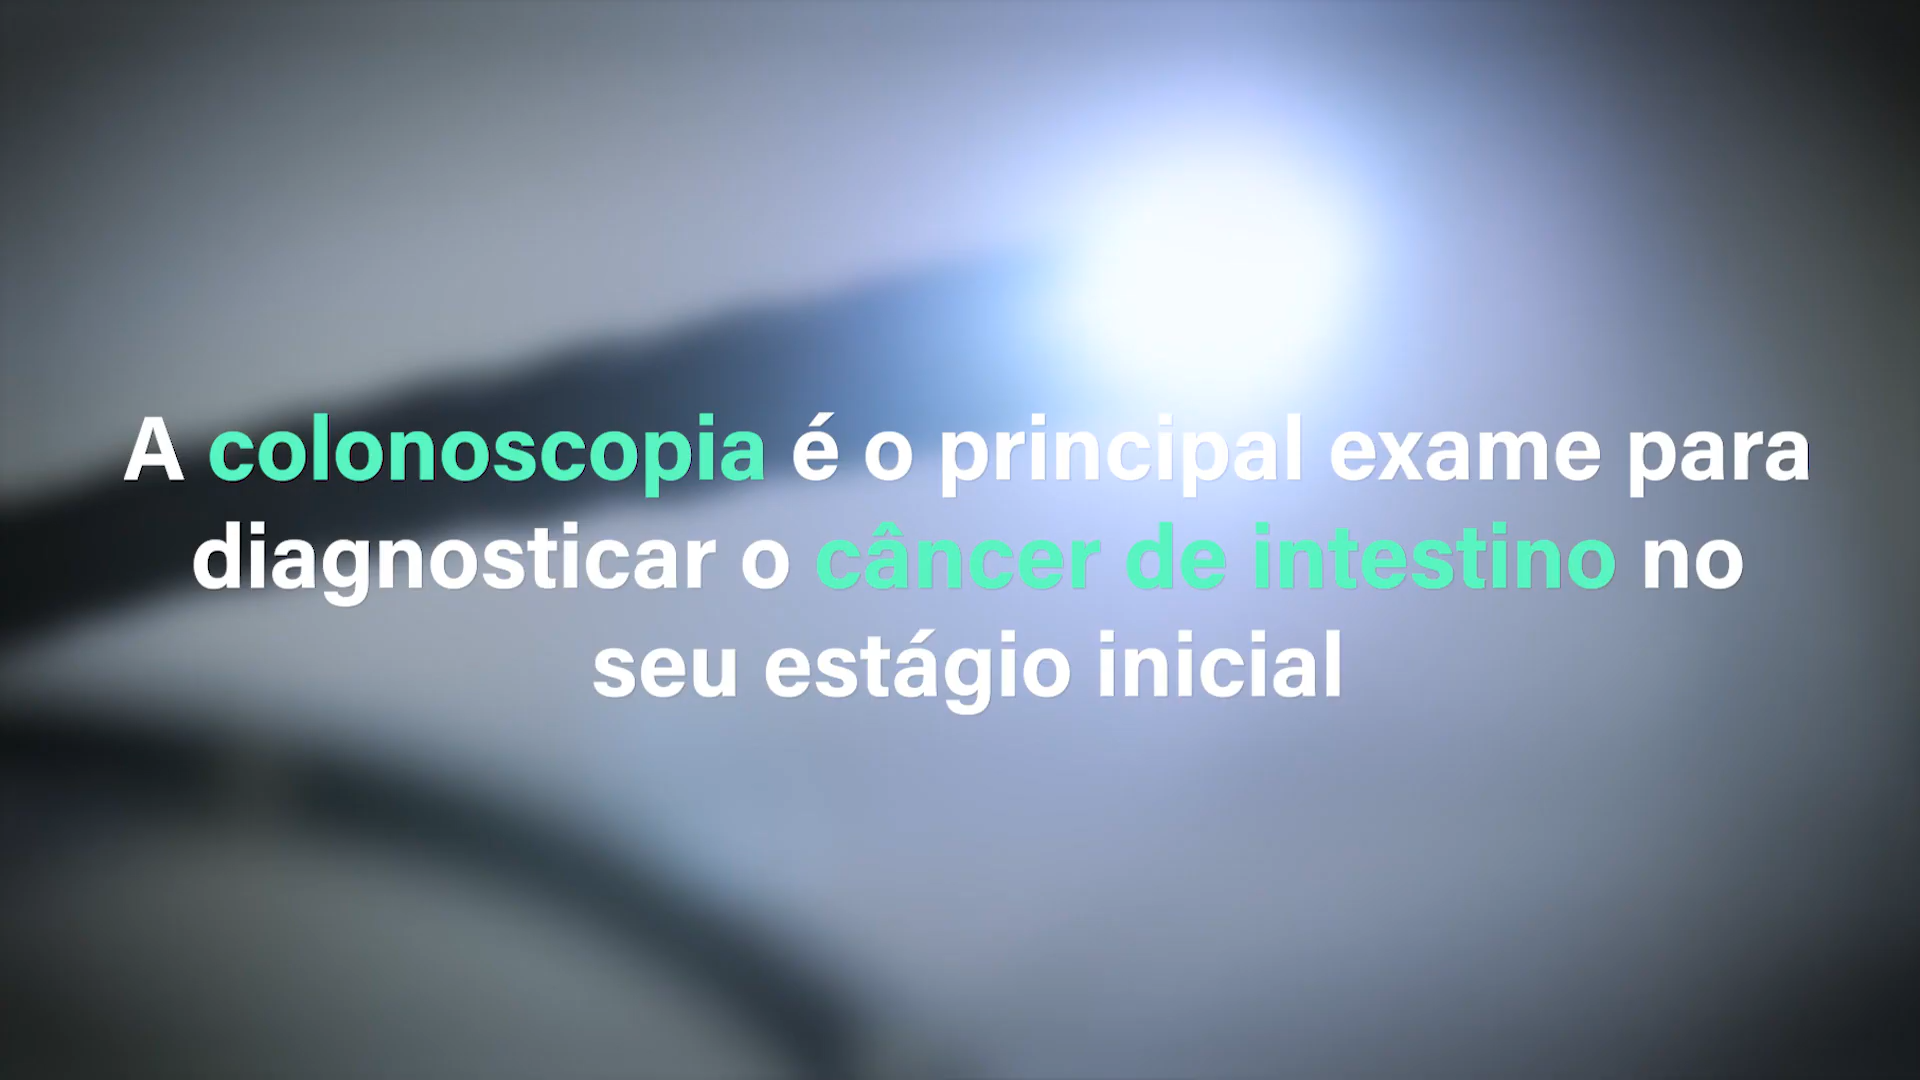 A colonoscopia é o principal exame para
diagnosticar o câncer de intestino no
seu estágio inicial